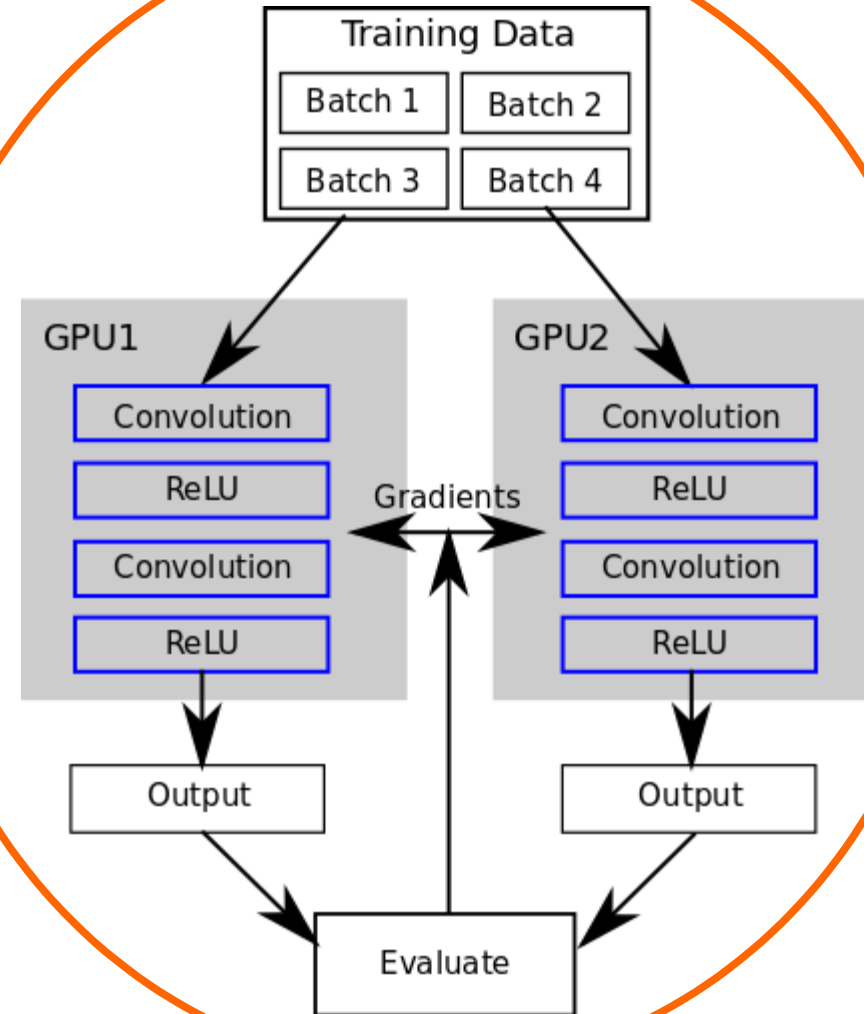 Training Data
Batch 1
Batch 2
Batch 3
Batch 4
GPU1
GPU2
Convolution
Convolution
ReLU
ReLU
Gradients
Convolution
Convolution
ReLU
ReLU
Output
Output
Evaluate